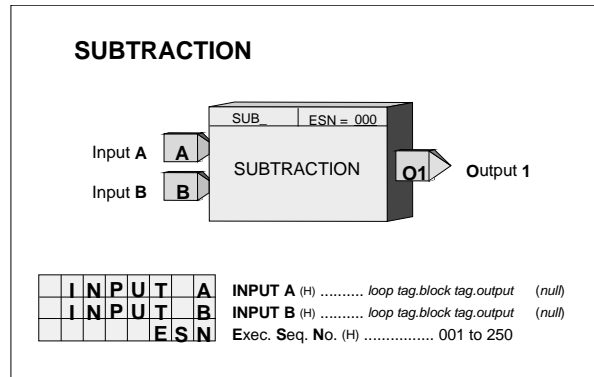 SUBTRACTION
SUB_ ESN = 000
Input A A
SUBTRACTION
O1 Output 1
Input B B
INPUT A INPUT A (H) .......... loop tag.block tag.output (null)
INPUT B INPUT B (H) .......... loop tag.block tag.output (null)
ESN Exec. Seq. No. (H) ................ 001 to 250